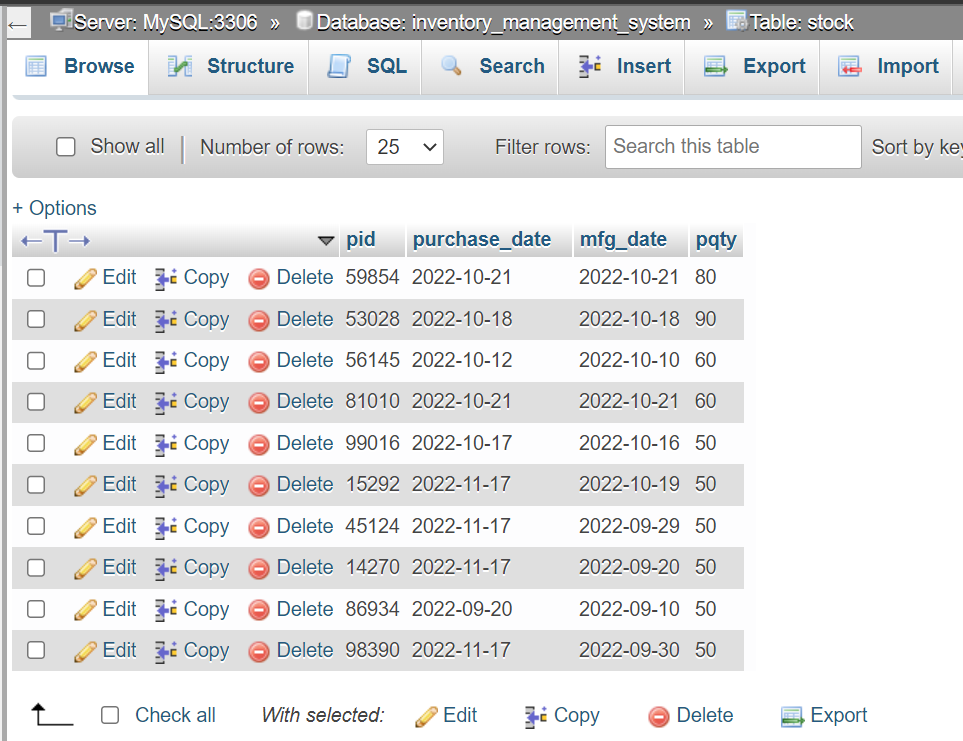 Server: MySQL:3306 » Database: inventory_management_system » Table: stock
Browse Structure SQL Search Insert Export Import
Show all Number of rows: 25 Filter rows: Search this table Sort by key
+ Options
pid purchase_date mfg_date pqty
Edit Copy Delete 59854 2022-10-21 2022-10-21 80
Edit Copy Delete 53028 2022-10-18 2022-10-18 90
Edit Copy Delete 56145 2022-10-12 2022-10-10 60
Edit Copy Delete 81010 2022-10-21 2022-10-21 60
Edit Copy Delete 99016 2022-10-17 2022-10-16 50
Edit Copy Delete 15292 2022-11-17 2022-10-19 50
Edit Copy Delete 45124 2022-11-17 2022-09-29 50
Edit Copy Delete 14270 2022-11-17 2022-09-20 50
Edit Copy Delete 86934 2022-09-20 2022-09-10 50
Edit Copy Delete 98390 2022-11-17 2022-09-30 50
Check all With selected: Edit Copy Delete Export